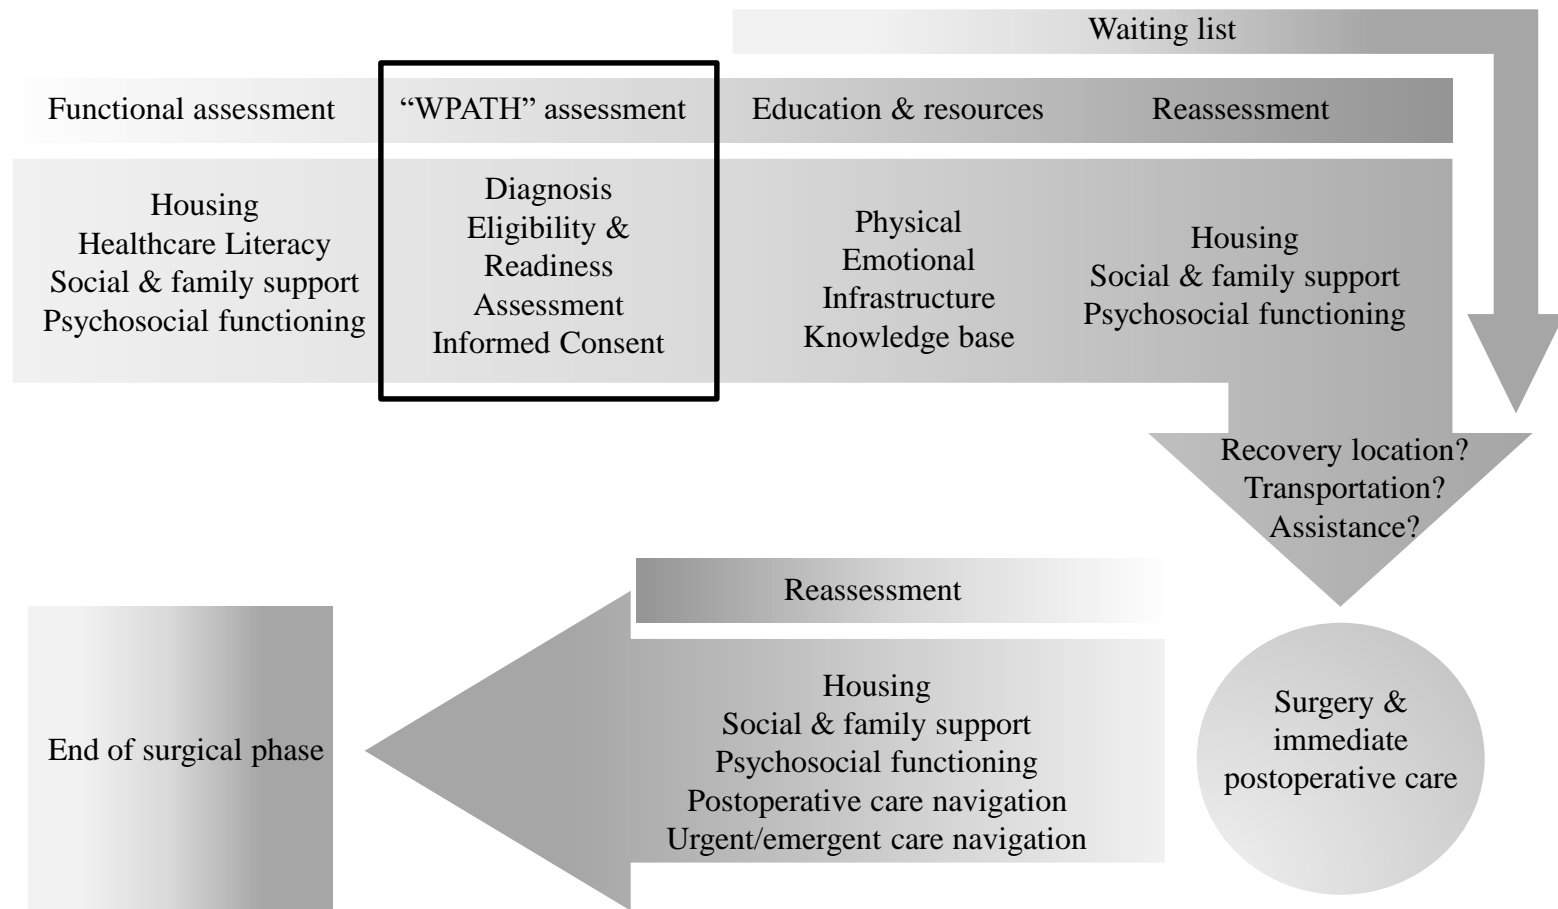 Waiting list
Functional assessment
“WPATH” assessment
Education & resources
Reassessment
Housing
Healthcare Literacy
Social & family support
Psychosocial functioning
Diagnosis
Eligibility &
Readiness
Assessment
Informed Consent
Physical
Emotional
Infrastructure
Knowledge base
Housing
Social & family support
Psychosocial functioning
Recovery location?
Transportation?
Assistance?
Surgery &
immediate
postoperative care
Reassessment
Housing
Social & family support
Psychosocial functioning
Postoperative care navigation
Urgent/emergent care navigation
End of surgical phase